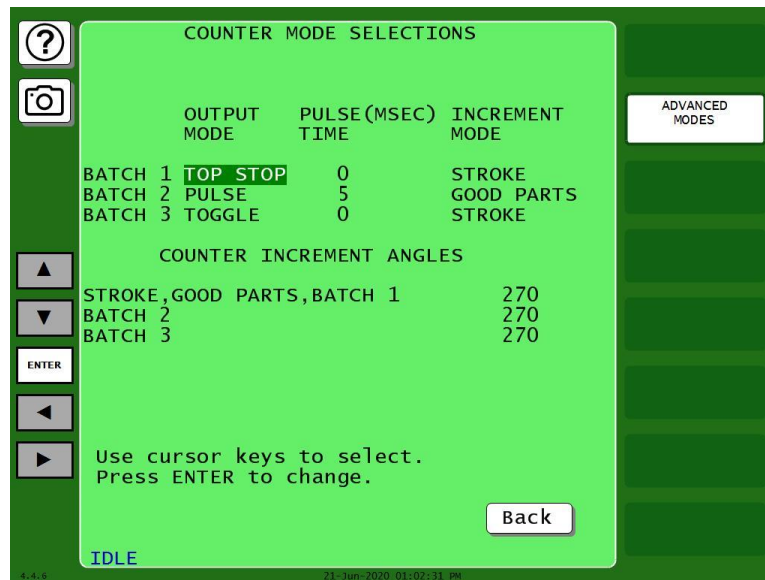 ?
COUNTER MODE SELECTIONS
ADVANCED
MODES
OUTPUT PULSE(MSEC) INCREMENT
MODE TIME MODE
BATCH 1 TOP STOP 0 STROKE
BATCH 2 PULSE 5 GOOD PARTS
BATCH 3 TOGGLE 0 STROKE
COUNTER INCREMENT ANGLES
STROKE,GOOD PARTS,BATCH 1 270
BATCH 2 270
BATCH 3 270
ENTER
Use cursor keys to select.
Press ENTER to change.
Back
IDLE
4.4.6 21-Jun-2020 01:02:31 PM